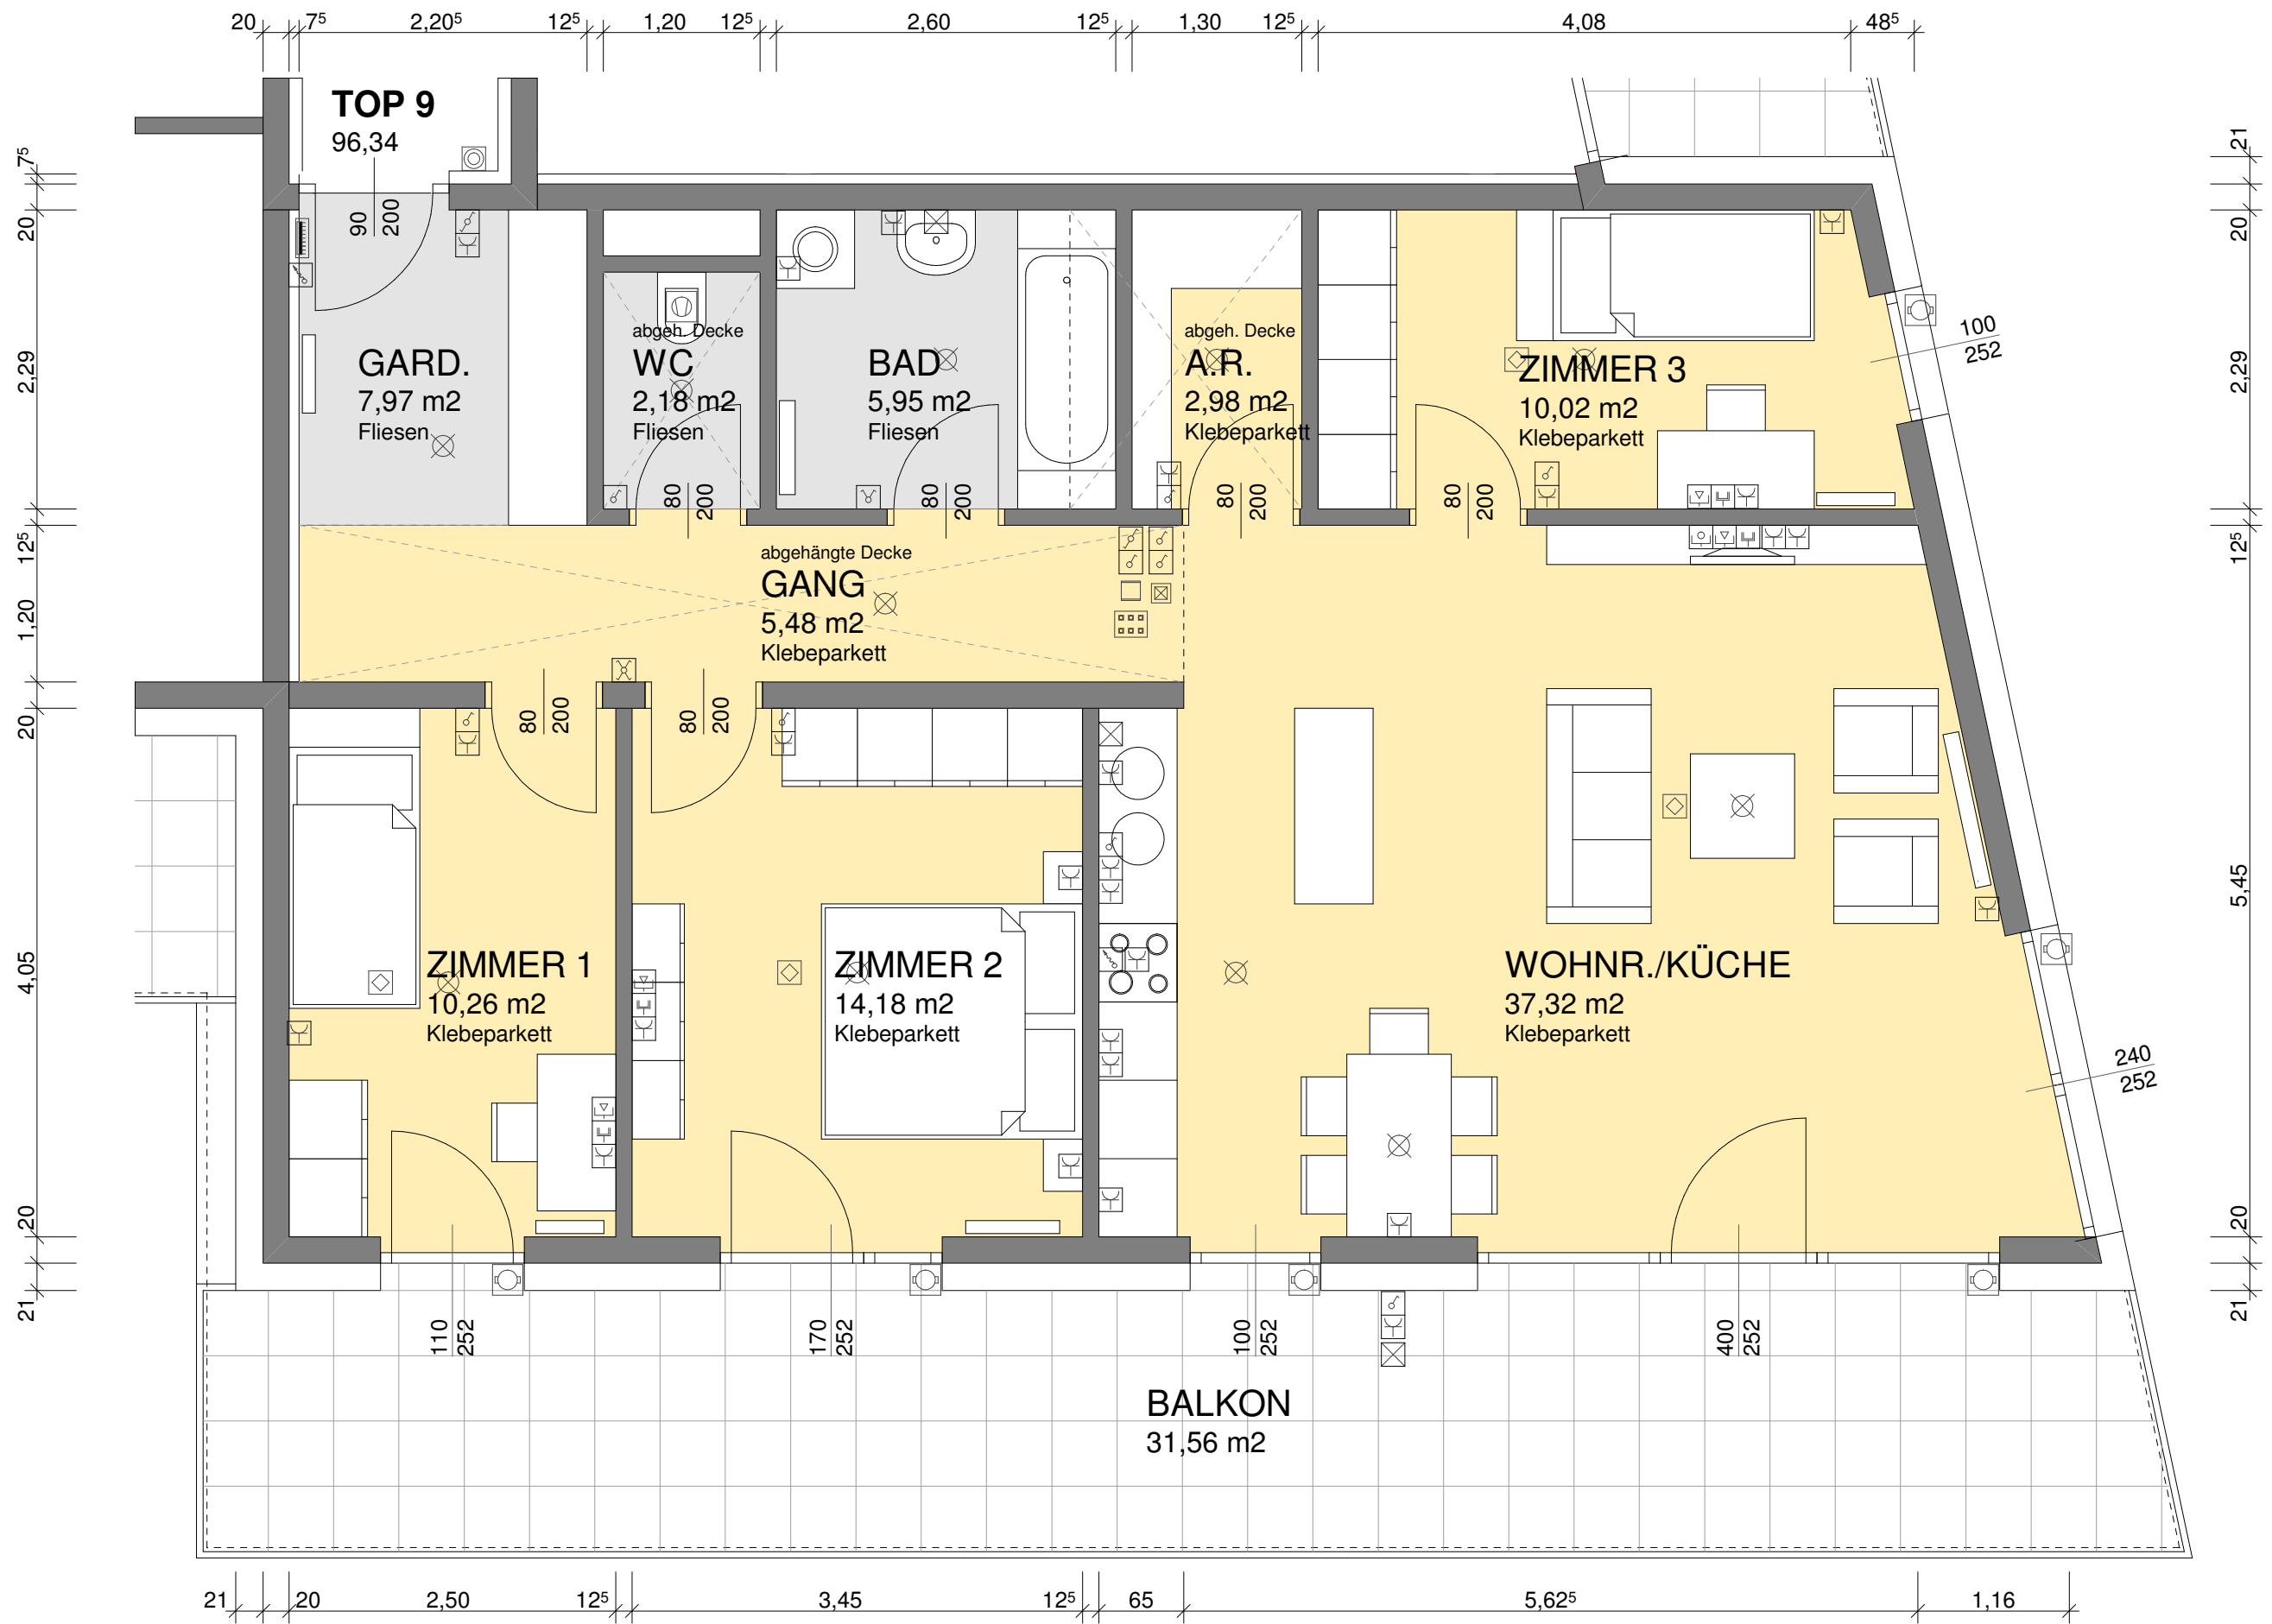 20 7⁵ 2,20⁵ 12⁵ 1,20 12⁵ 2,60 12⁵ 1,30 12⁵ 4,08 48⁵
TOP 9
96,34
90
200
GARD.
7,97 m2
Fliesen
abgeh. Decke
WC
2,18 m2
Fliesen
80
200
BAD
5,95 m2
Fliesen
80
200
abgeh. Decke
A.R.
2,98 m2
Klebeparkett
80
200
ZIMMER 3
10,02 m2
Klebeparkett
80
200
100
252
abgehängte Decke
GANG
5,48 m2
Klebeparkett
80
200
80
200
ZIMMER 1
10,26 m2
Klebeparkett
ZIMMER 2
14,18 m2
Klebeparkett
WOHNR./KÜCHE
37,32 m2
Klebeparkett
240
252
110
252
170
252
100
252
400
252
BALKON
31,56 m2
7⁵
20
2,29
12⁵
1,20
20
4,05
20
21
21
20
2,29
12⁵
5,45
20
21
21 20 2,50 12⁵ 3,45 12⁵ 65 5,62⁵ 1,16